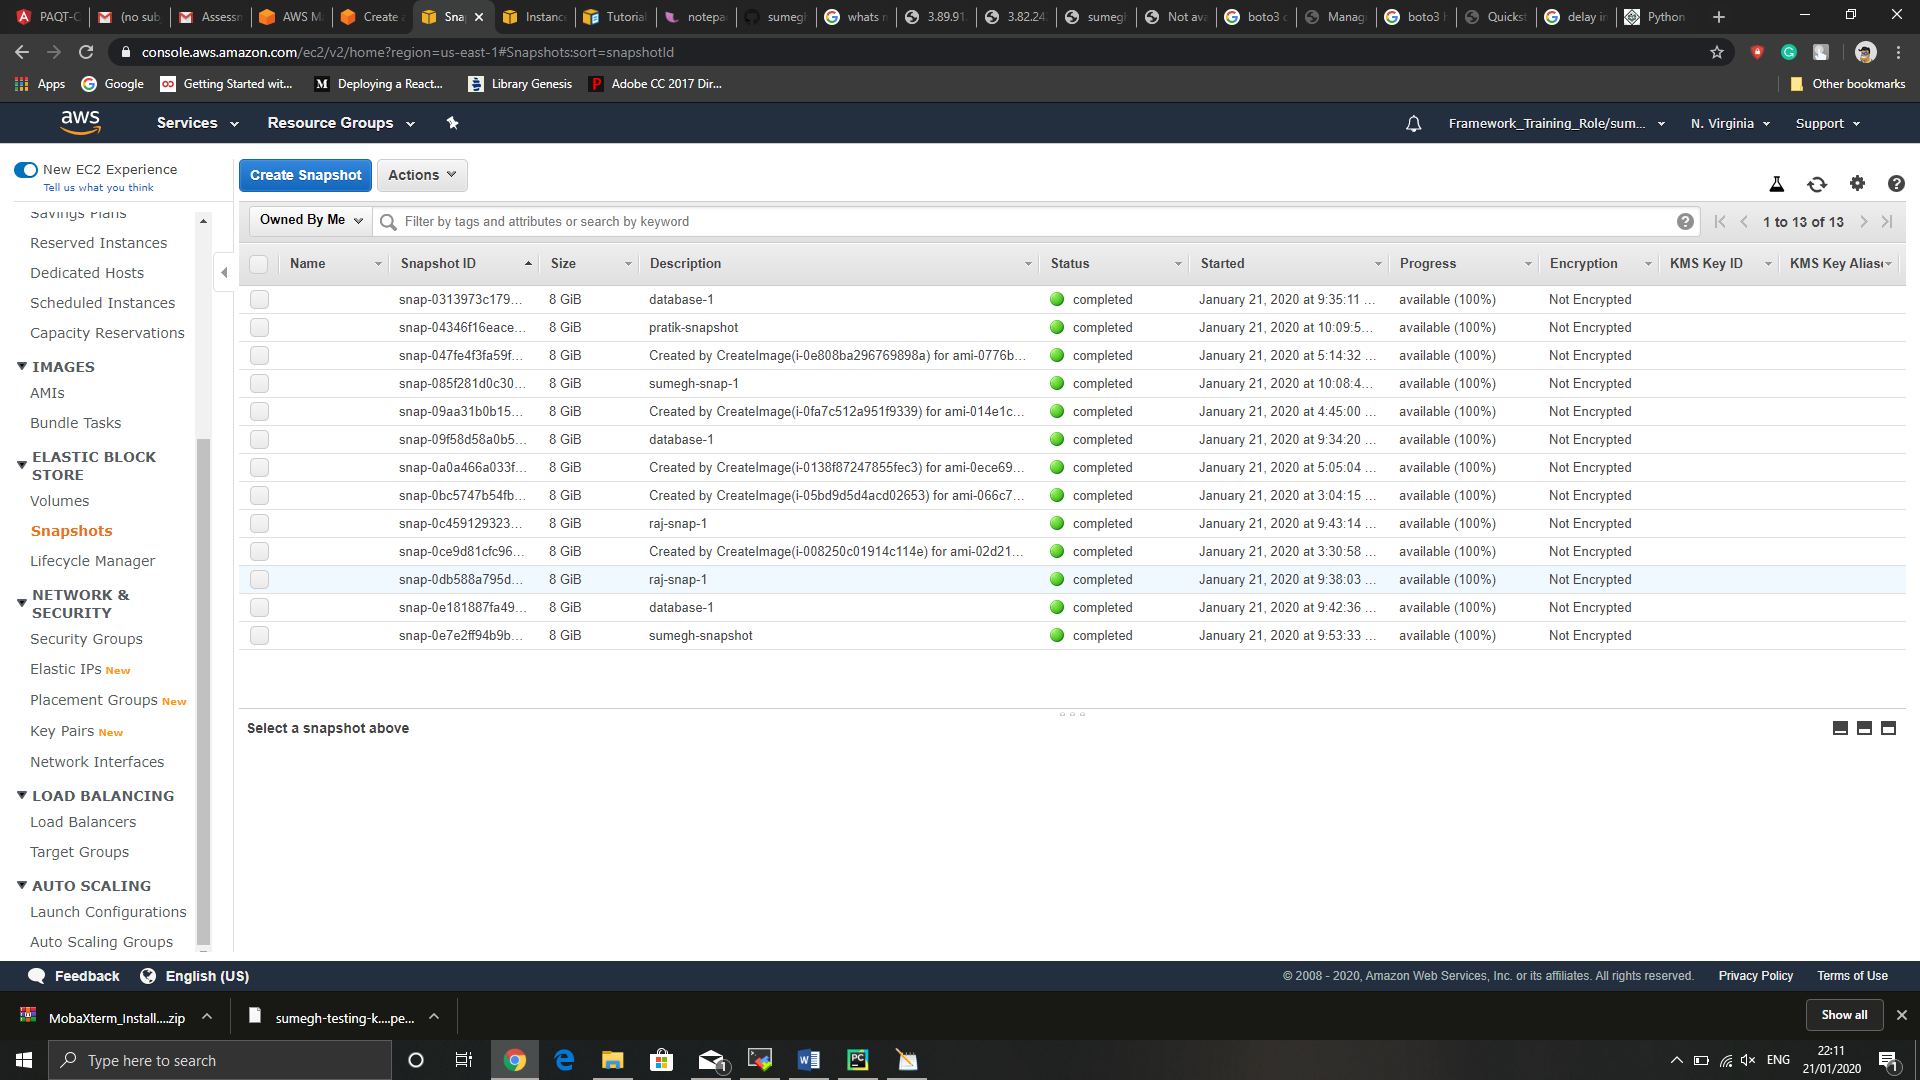 PAQT-C
(no sub
Assessn
AWS M
Create
Snap
Instanc
Tutorial
notepa
sumegh
whats n
3.89.91.
3.82.24
sumegh
Not ava
boto3 c
Manag
boto3 h
Quickst
delay in
Python
console.aws.amazon.com/ec2/v2/home?region=us-east-1#Snapshots:sort=snapshotId
Apps
Google
Getting Started wit...
Deploying a React...
Library Genesis
Adobe CC 2017 Dir...
Other bookmarks
aws
Services
Resource Groups
Framework_Training_Role/sum...
N. Virginia
Support
New EC2 Experience
Tell us what you think
Savings Plans
Reserved Instances
Dedicated Hosts
Scheduled Instances
Capacity Reservations
IMAGES
AMIs
Bundle Tasks
ELASTIC BLOCK
STORE
Volumes
Snapshots
Lifecycle Manager
NETWORK &
SECURITY
Security Groups
Elastic IPs New
Placement Groups New
Key Pairs New
Network Interfaces
LOAD BALANCING
Load Balancers
Target Groups
AUTO SCALING
Launch Configurations
Auto Scaling Groups
Create Snapshot
Actions
Owned By Me
Filter by tags and attributes or search by keyword
1 to 13 of 13
Name Snapshot ID Size Description Status Started Progress Encryption KMS Key ID KMS Key Alias
snap-0313973c179... 8 GiB database-1 completed January 21, 2020 at 9:35:11 ... available (100%) Not Encrypted
snap-04346f16eace... 8 GiB pratik-snapshot completed January 21, 2020 at 10:09:5... available (100%) Not Encrypted
snap-047fe4f3fa59f... 8 GiB Created by CreateImage(i-0e808ba296769898a) for ami-0776b... completed January 21, 2020 at 5:14:32 ... available (100%) Not Encrypted
snap-085f281d0c30... 8 GiB sumegh-snap-1 completed January 21, 2020 at 10:08:4... available (100%) Not Encrypted
snap-09aa31b0b15... 8 GiB Created by CreateImage(i-0fa7c512a951f9339) for ami-014e1c... completed January 21, 2020 at 4:45:00 ... available (100%) Not Encrypted
snap-09f58d58a0b5... 8 GiB database-1 completed January 21, 2020 at 9:34:20 ... available (100%) Not Encrypted
snap-0a0a466a033f... 8 GiB Created by CreateImage(i-0138f87247855fec3) for ami-0ece69... completed January 21, 2020 at 5:05:04 ... available (100%) Not Encrypted
snap-0bc5747b54fb... 8 GiB Created by CreateImage(i-05bd9d5d4acd02653) for ami-066c7... completed January 21, 2020 at 3:04:15 ... available (100%) Not Encrypted
snap-0c459129323... 8 GiB raj-snap-1 completed January 21, 2020 at 9:43:14 ... available (100%) Not Encrypted
snap-0ce9d81cfc96... 8 GiB Created by CreateImage(i-008250c01914c114e) for ami-02d21... completed January 21, 2020 at 3:30:58 ... available (100%) Not Encrypted
snap-0db588a795d... 8 GiB raj-snap-1 completed January 21, 2020 at 9:38:03 ... available (100%) Not Encrypted
snap-0e181887fa49... 8 GiB database-1 completed January 21, 2020 at 9:42:36 ... available (100%) Not Encrypted
snap-0e7e2ff94b9b... 8 GiB sumegh-snapshot completed January 21, 2020 at 9:53:33 ... available (100%) Not Encrypted
Select a snapshot above
Feedback
English (US)
© 2008 - 2020, Amazon Web Services, Inc. or its affiliates. All rights reserved.
Privacy Policy
Terms of Use
MobaXterm_Install....zip
sumegh-testing-k....pe...
Show all
Type here to search
ENG
22:11
21/01/2020